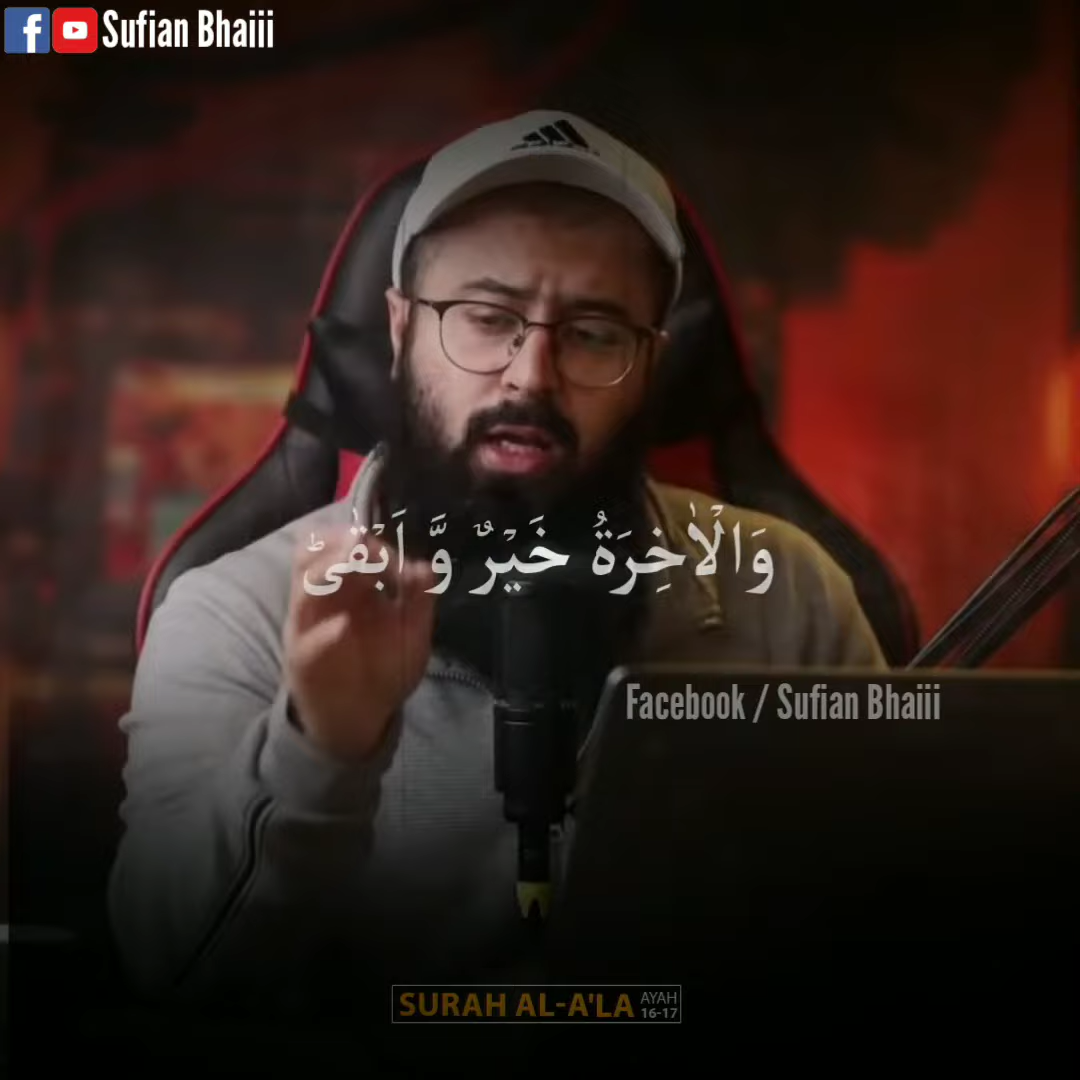 Sufian Bhaiii
وَالْاٰخِرَةُ خَيْرٌ وَّ اَبْقٰىؕ
Facebook / Sufian Bhaiii
SURAH AL-A'LA AYAH 16-17